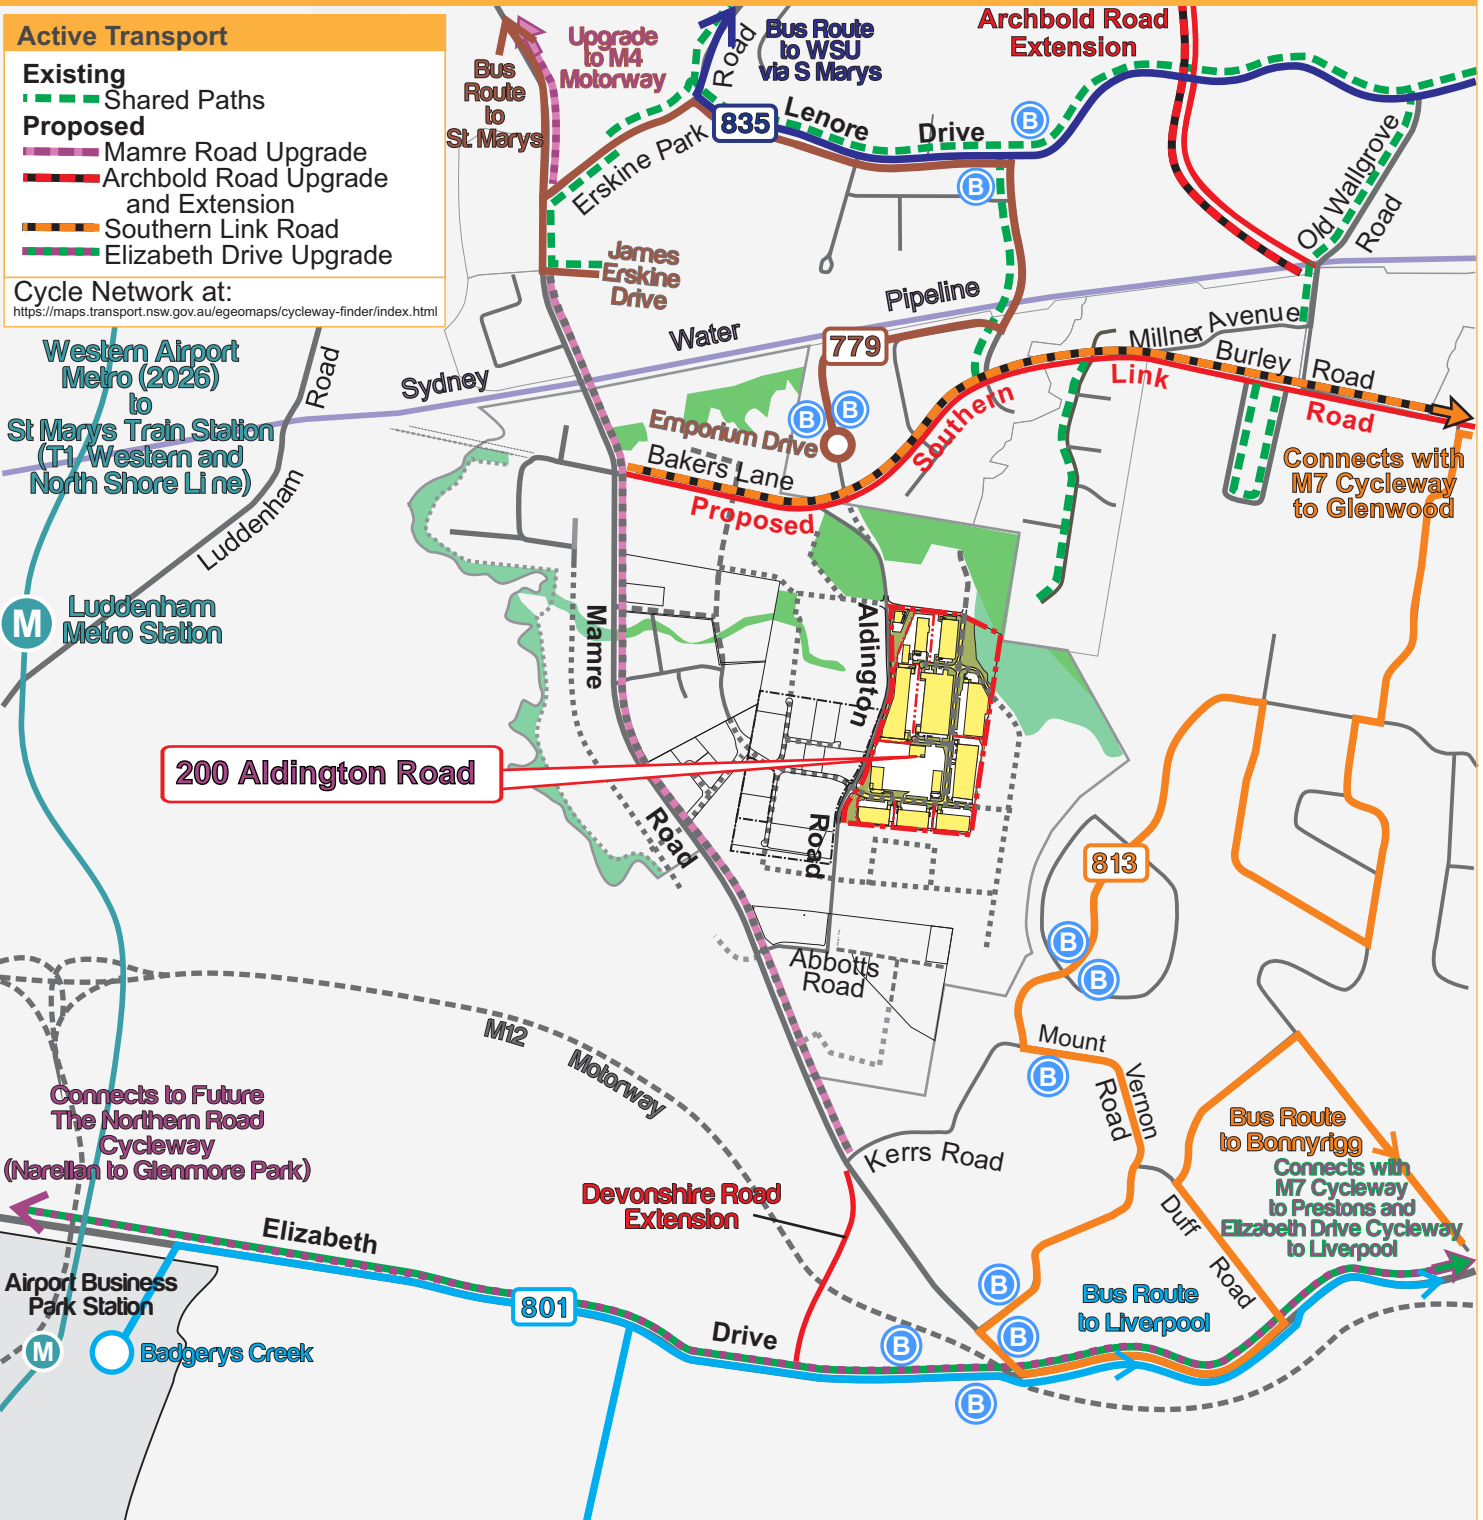 Active Transport
Existing
Shared Paths
Proposed
Mamre Road Upgrade
Archbold Road Upgrade
and Extension
Southern Link Road
Elizabeth Drive Upgrade
Cycle Network at:
https://maps.transport.nsw.gov.au/egeomaps/cycleway-finder/index.html
Bus
Route
to
St Marys
Upgrade
to M4
Motorway
Road
Bus Route
to WSU
via S Marys
Archbold Road
Extension
835
Lenore
Drive
B
B
Erskine Park
Old Wallgrove
Road
James
Erskine
Drive
Pipeline
Water
Sydney
779
Millner Avenue
Burley
Road
Link
Road
Southern
Western Airport
Metro (2026)
to
St Marys Train Station
(T1 Western and
North Shore Li ne)
Road
Luddenham
B
B
Emporium Drive
Bakers Lane
Proposed
Connects with
M7 Cycleway
to Glenwood
M
Luddenham
Metro Station
Mamre
Aldington
200 Aldington Road
Road
Road
813
B
B
Abbotts
Road
M12
Motorway
Mount
B
Vernon
Road
Connects to Future
The Northern Road
Cycleway
(Narellan to Glenmore Park)
Kerrs Road
Bus Route
to Bonnyrigg
Connects with
M7 Cycleway
to Prestons and
Elizabeth Drive Cycleway
to Liverpool
Devonshire Road
Extension
Duff
Road
Elizabeth
Airport Business
Park Station
M
Badgerys Creek
801
Drive
B
B
B
B
Bus Route
to Liverpool